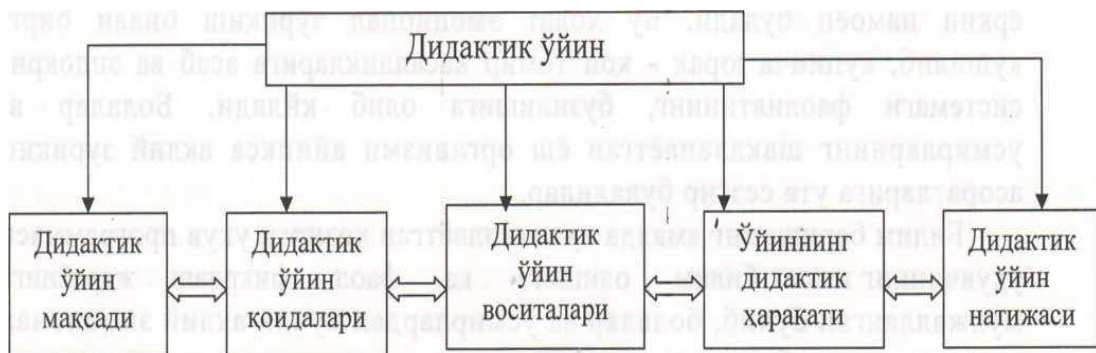 Дидактик ўйин
Дидактик
ўйин
мақсади
Дидактик
ўйин
қоидалари
Дидактик
ўйин
воситалари
Ўйиннинг
дидактик
ҳаракати
Дидактик
ўйин
натижаси